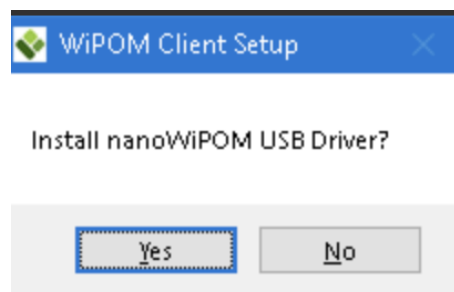 WiPOM Client Setup
Install nanoWiPOM USB Driver?
Yes
No